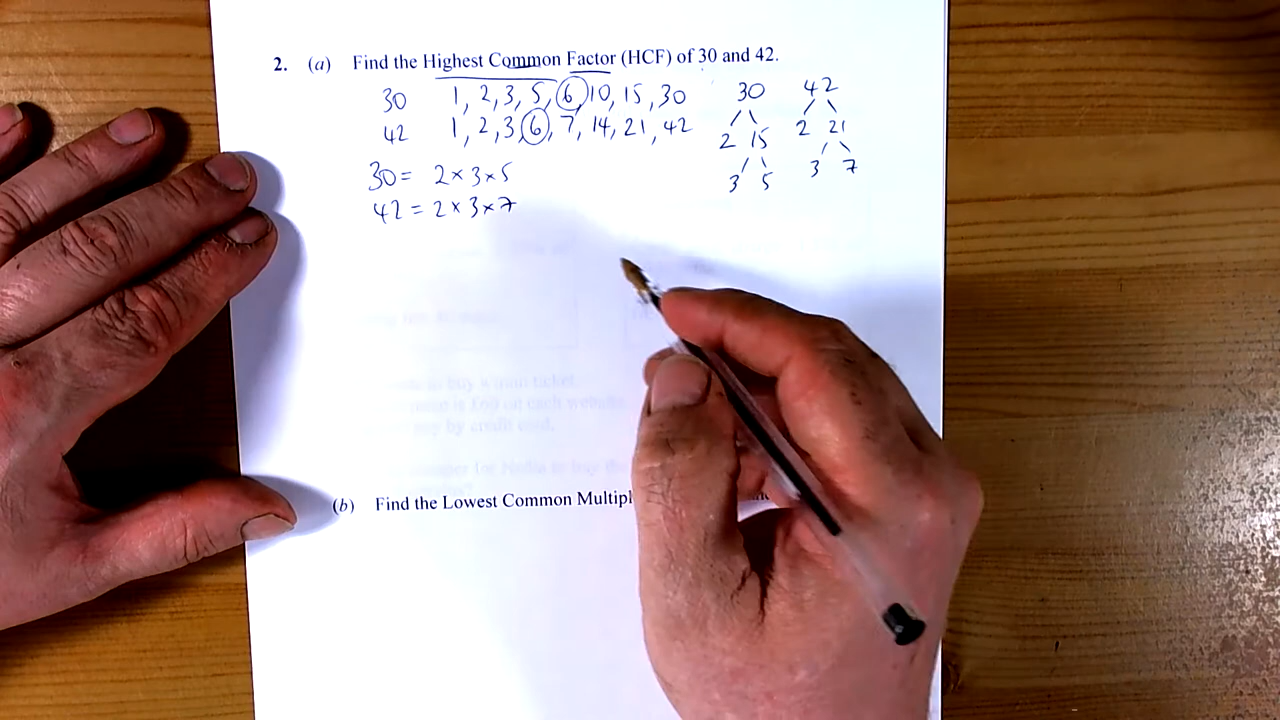 2. (a) Find the Highest Common Factor (HCF) of 30 and 42.
30 1, 2, 3, 5, 6, 10, 15, 30
42 1, 2, 3, 6, 7, 14, 21, 42
30 = 2 × 3 × 5
42 = 2 × 3 × 7
30
2 15
3 5
42
2 21
3 7
(b) Find the Lowest Common Multipl